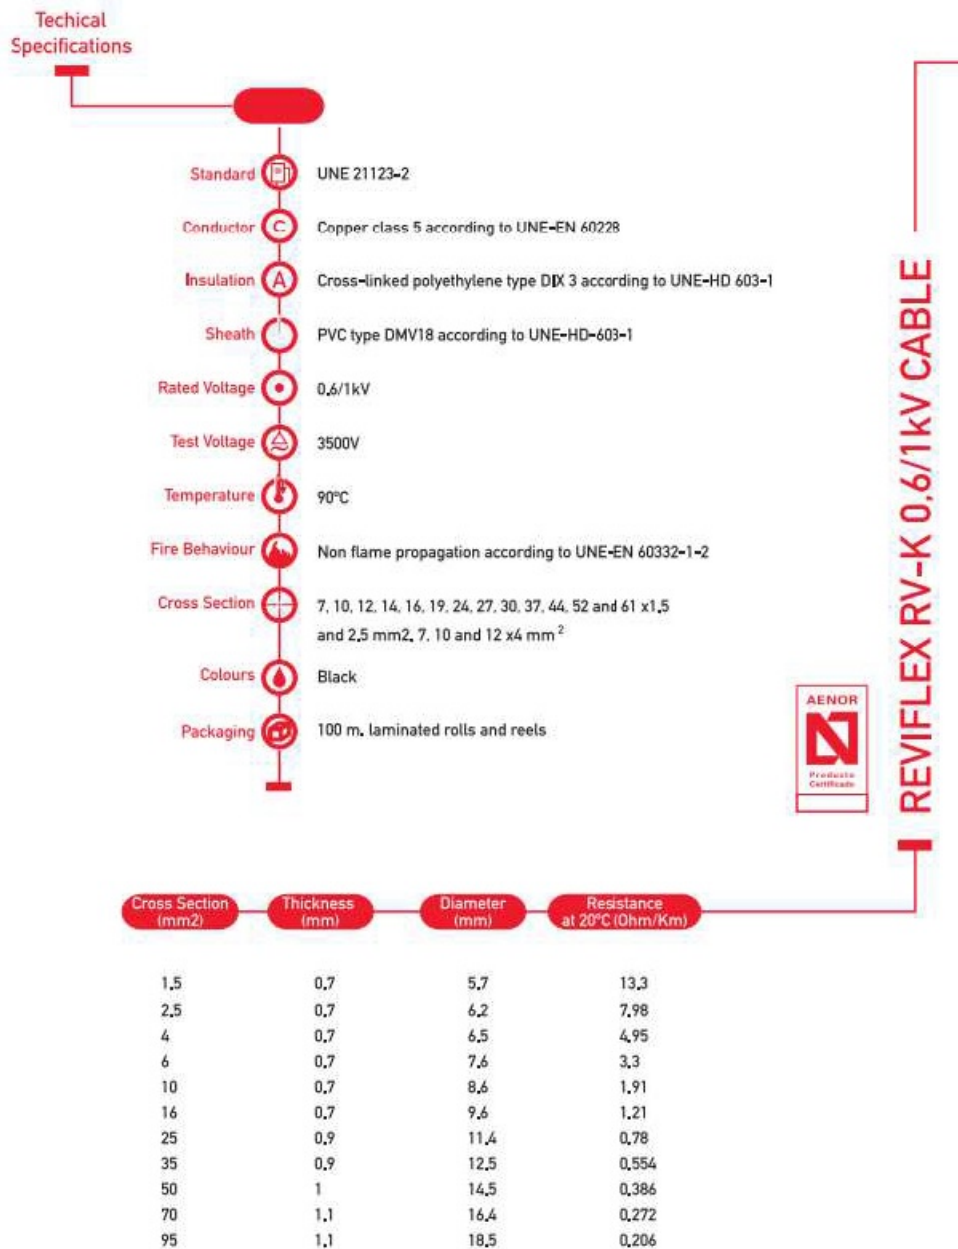 Techical
Specifications
Standard UNE 21123-2
Conductor C Copper class 5 according to UNE-EN 60228
Insulation A Cross-linked polyethylene type DIX 3 according to UNE-HD 603-1
Sheath PVC type DMV18 according to UNE-HD-603-1
Rated Voltage 0,6/1kV
Test Voltage 3500V
Temperature 90ºC
Fire Behaviour Non flame propagation according to UNE-EN 60332-1-2
Cross Section 7, 10, 12, 14, 16, 19, 24, 27, 30, 37, 44, 52 and 61 x1,5
and 2,5 mm2, 7, 10 and 12 x4 mm²
Colours Black
Packaging 100 m. laminated rolls and reels
AENOR
N
Producto
Certificado
REVIFLEX RV-K 0,6/1kV CABLE
Cross Section Thickness Diameter Resistance
(mm2) (mm) (mm) at 20ºC (Ohm/Km)
1,5 0,7 5,7 13,3
2,5 0,7 6,2 7,98
4 0,7 6,5 4,95
6 0,7 7,6 3,3
10 0,7 8,6 1,91
16 0,7 9,6 1,21
25 0,9 11,4 0,78
35 0,9 12,5 0,554
50 1 14,5 0,386
70 1,1 16,4 0,272
95 1,1 18,5 0,206